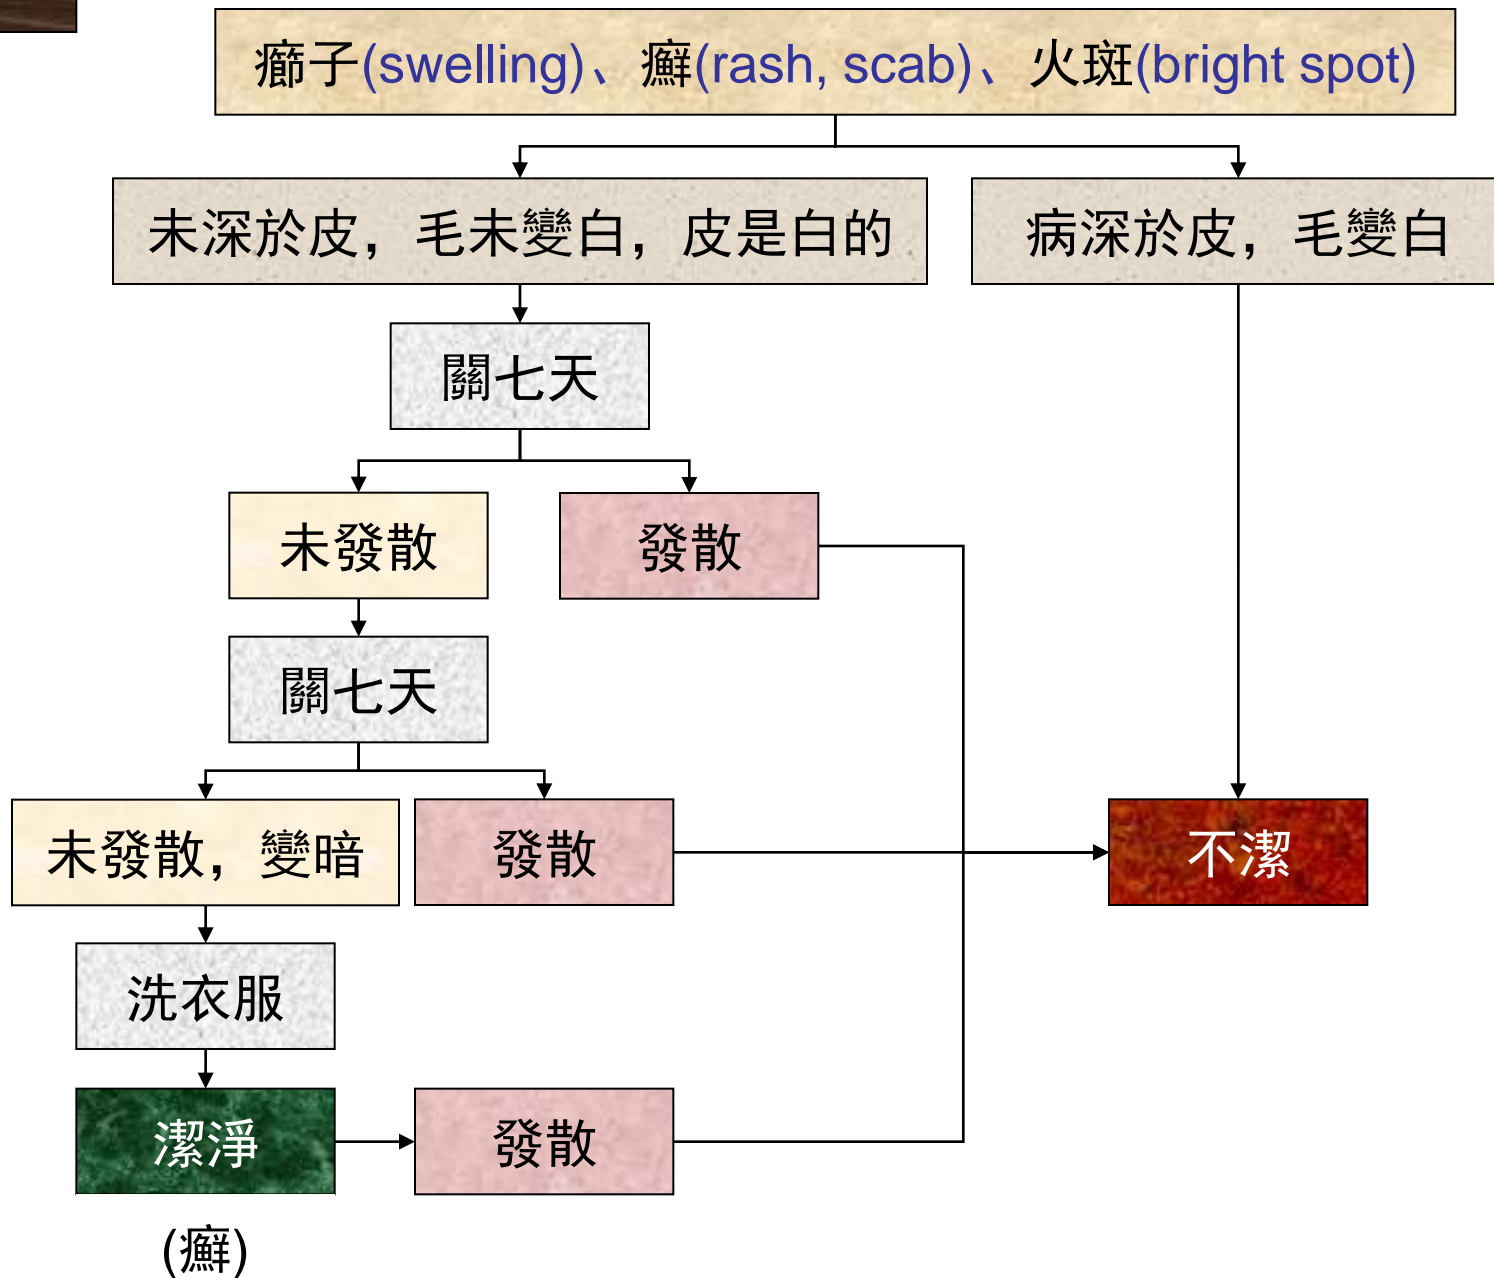 癤子(swelling)、癬(rash, scab)、火斑(bright spot)
未深於皮，毛未變白，皮是白的
病深於皮，毛變白
關七天
未發散
發散
關七天
未發散，變暗
發散
不潔
洗衣服
潔淨
發散
(癬)